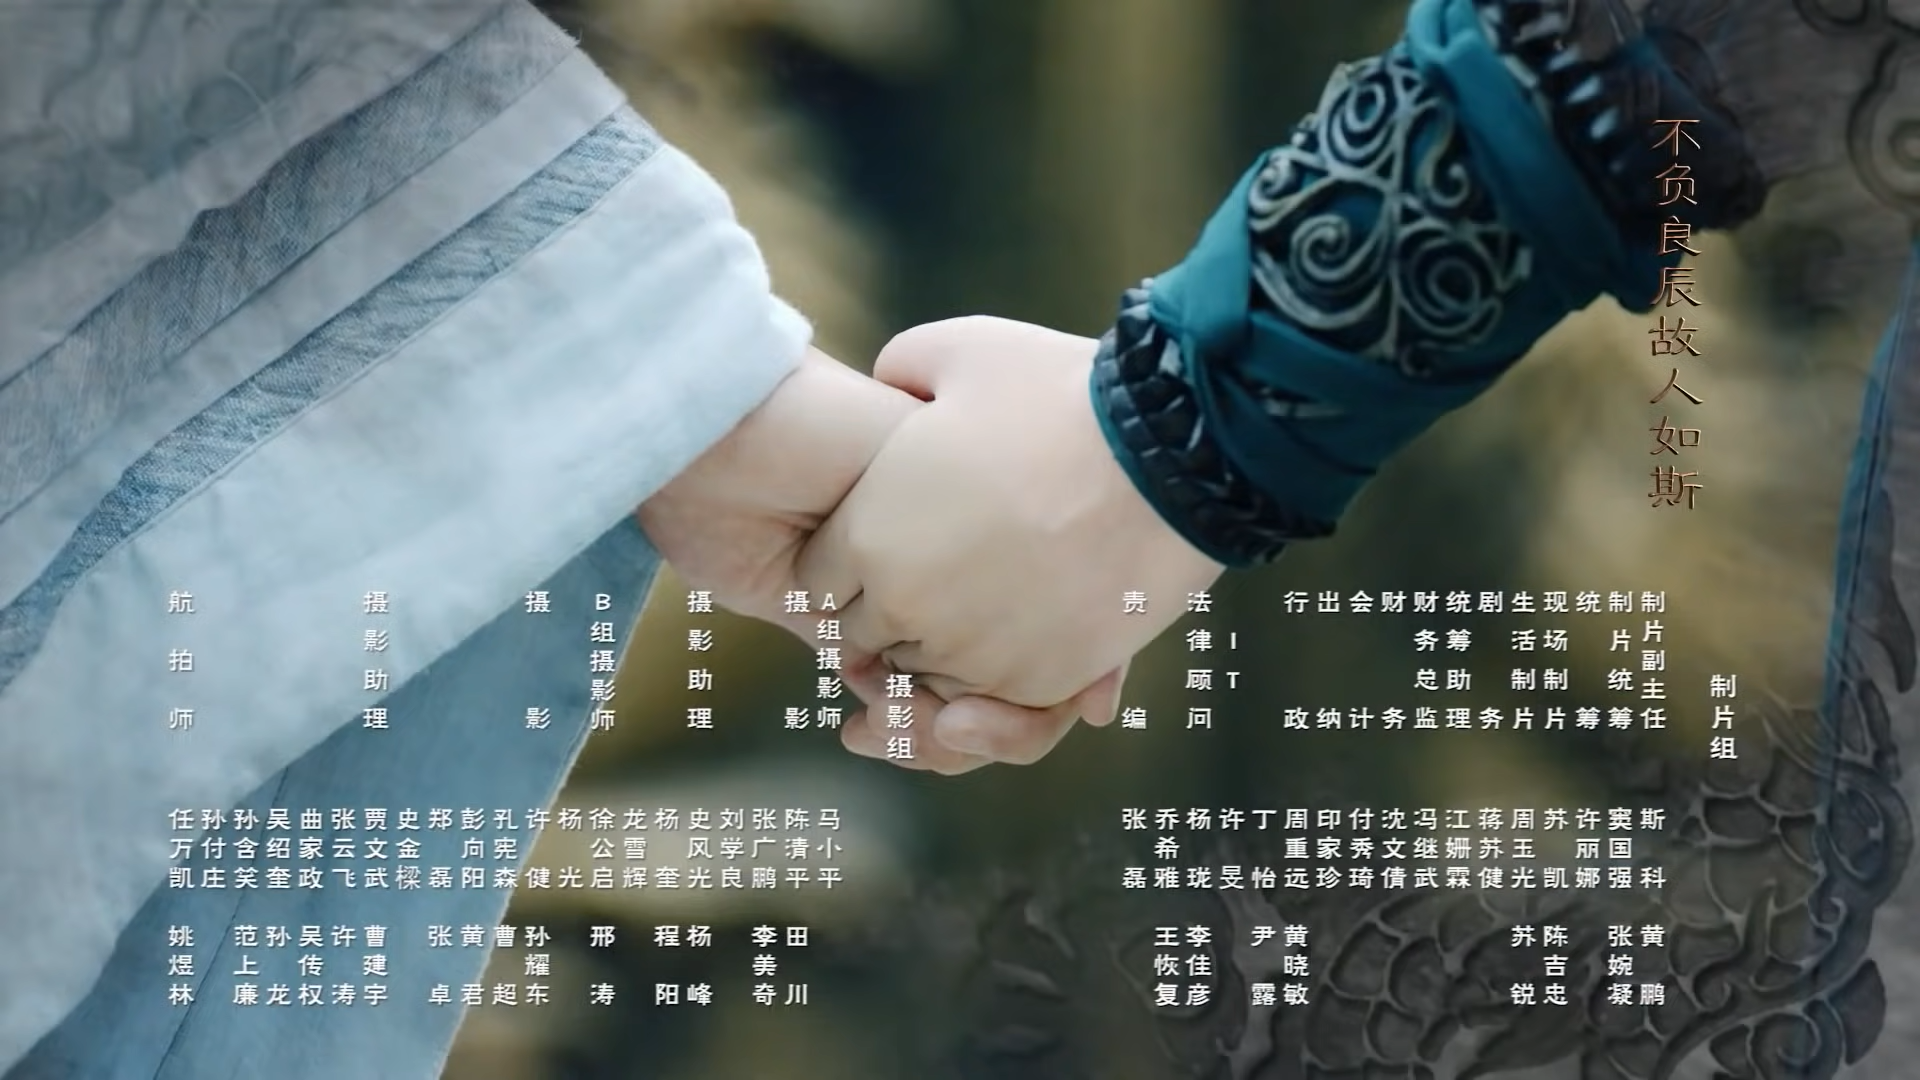 不负良辰故人如斯
制片组
制片副主任
制片统筹
统筹
现场制片
生活制片
剧务
统筹助理
财务总监
财务
会计
出纳
行政
IT
法律顾问
责编
斯科
窦国强
许丽娜
苏凯
周玉光
蒋苏健
江姗霖
冯继武
沈文倩
付秀琦
印家珍
周重远
丁怡
许旻
杨珑
乔希雅
张磊
黄鹏
张婉凝
陈吉忠
苏锐
黄晓敏
尹露
李佳彦
王恢复
摄影组
A组摄影师
摄影
摄影助理
B组摄影师
摄影
摄影助理
航拍师
马小平
陈清平
张广鹏
刘学良
史风光
杨奎
龙雪辉
徐公启
杨光
许健
孔宪森
彭向阳
郑磊
史金樑
贾文武
张云飞
曲家政
吴绍奎
孙含笑
孙付庄
任万凯
田川
李美奇
杨峰
程阳
邢涛
孙耀东
曹超
黄君
张卓
曹建宇
许涛
吴传权
孙龙
范上廉
姚煜林